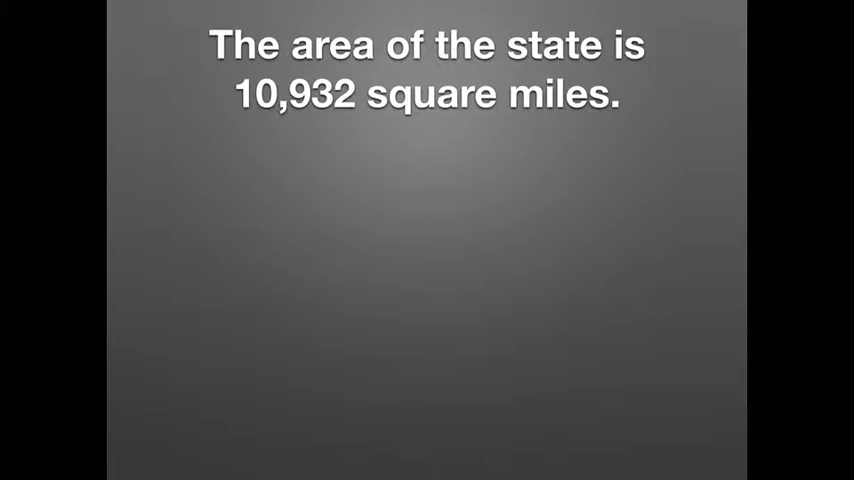 The area of the state is
10,932 square miles.